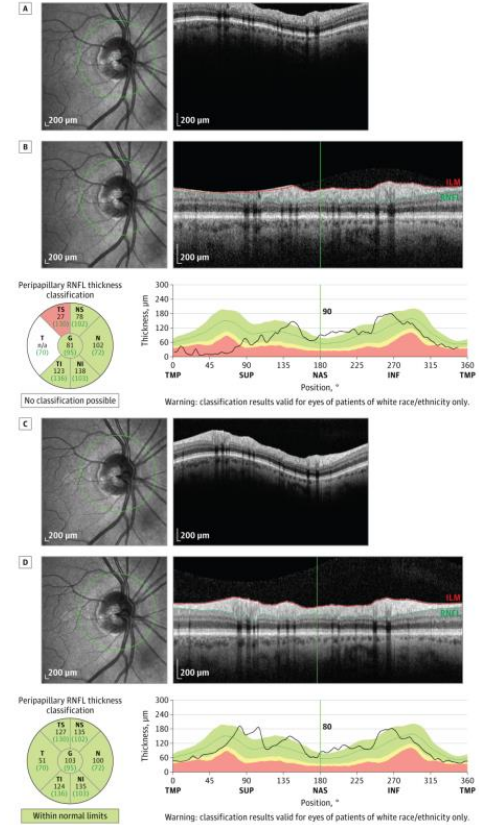 A
200 µm
200 µm
B
ILM
RNFL
200 µm
200 µm
Peripapillary RNFL thickness
classification
TS NS
27 78
(130) (102)
T G N
n/a 81 102
(70) (95) (72)
TI NI
123 138
(136) (103)
No classification possible
Thickness, µm
300
240
180
120
60
0
90
0 45 90 135 180 225 270 315 360
TMP SUP NAS INF TMP
Position, °
Warning: classification results valid for eyes of patients of white race/ethnicity only.
C
200 µm
200 µm
D
ILM
RNFL
200 µm
200 µm
Peripapillary RNFL thickness
classification
TS NS
127 135
(130) (102)
T G N
51 103 100
(70) (95) (72)
TI NI
124 135
(136) (103)
Within normal limits
Thickness, µm
300
240
180
120
60
0
80
0 45 90 135 180 225 270 315 360
TMP SUP NAS INF TMP
Position, °
Warning: classification results valid for eyes of patients of white race/ethnicity only.